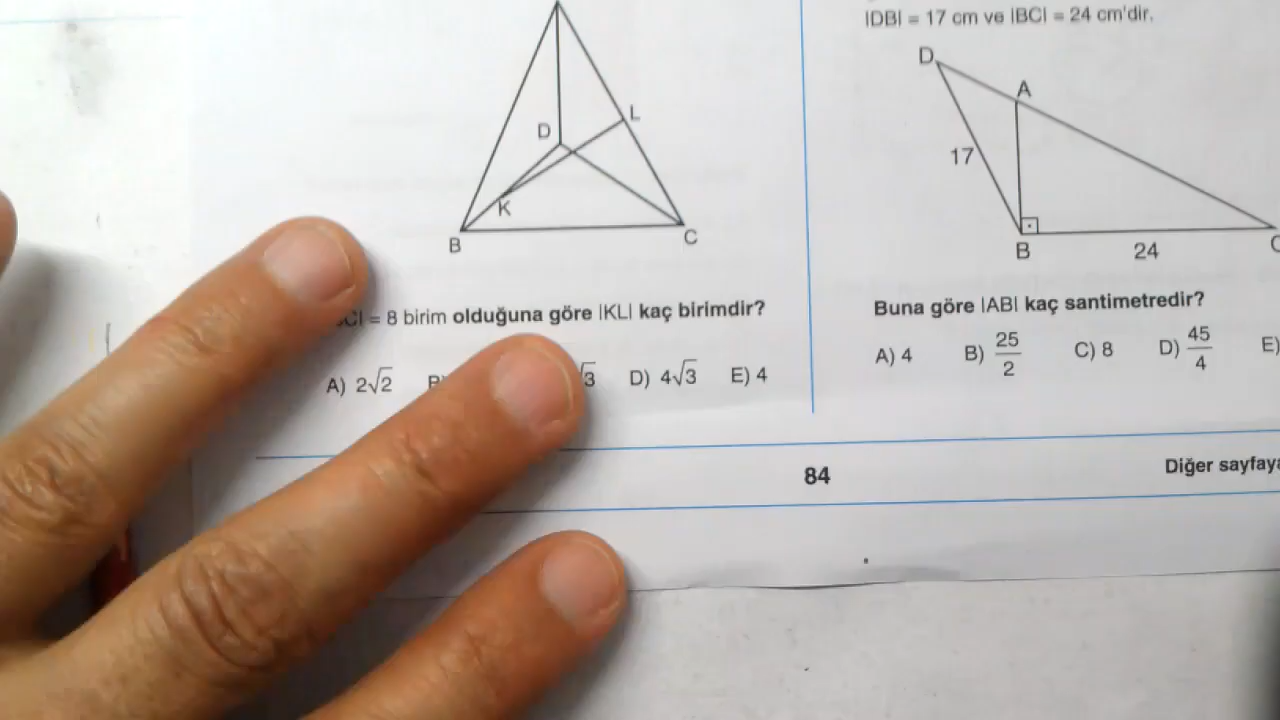 D
L
K
B
C
= 8 birim olduğuna göre |KL| kaç birimdir?
A) 2√2 D) 4√3 E) 4
|DB| = 17 cm ve |BC| = 24 cm'dir.
D
A
17
B
24
Buna göre |AB| kaç santimetredir?
A) 4 B) 25/2 C) 8 D) 45/4 E)
84
Diğer